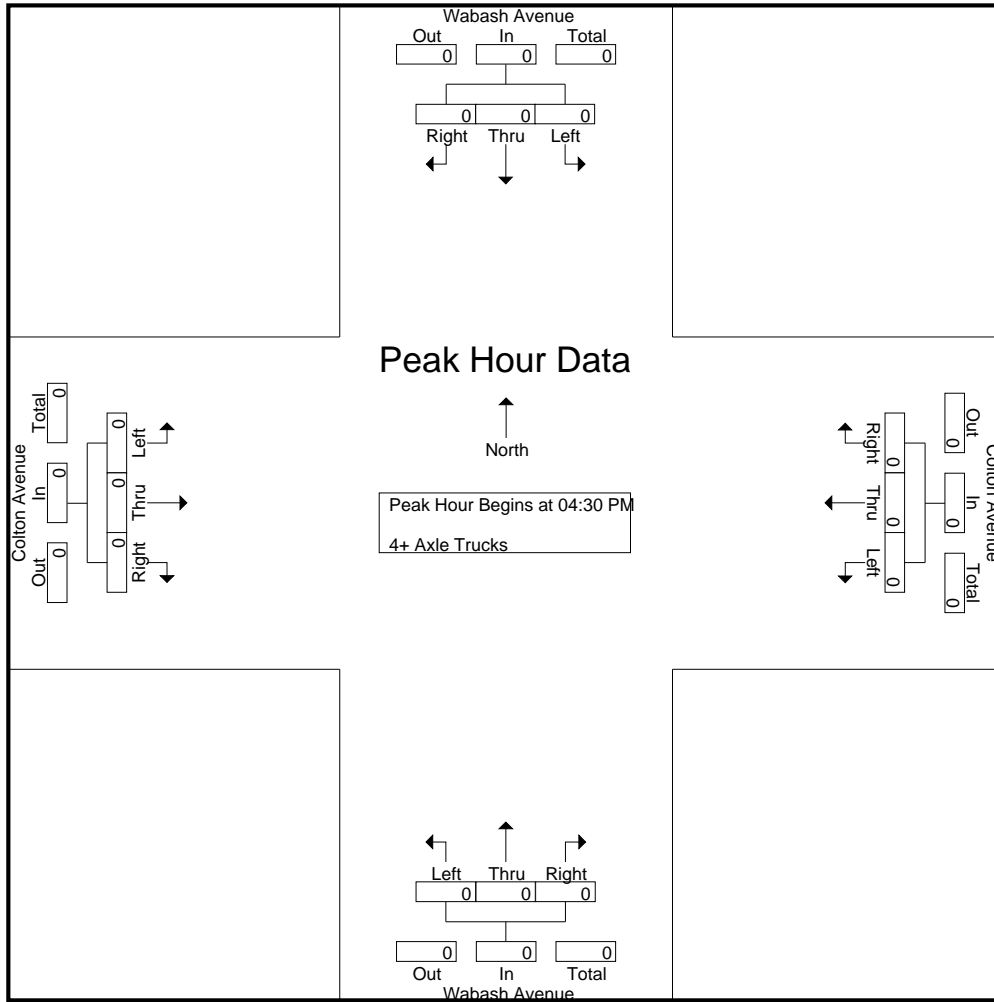 Wabash Avenue
Out In Total
0 0 0
0 0 0
Right Thru Left
Peak Hour Data
North
Peak Hour Begins at 04:30 PM
4+ Axle Trucks
Colton Avenue
Out In Total
0 0 0
0 0 0
Right Thru Left
Colton Avenue
Out In Total
0 0 0
0 0 0
Right Thru Left
Left Thru Right
0 0 0
0 0 0
Out In Total
Wabash Avenue